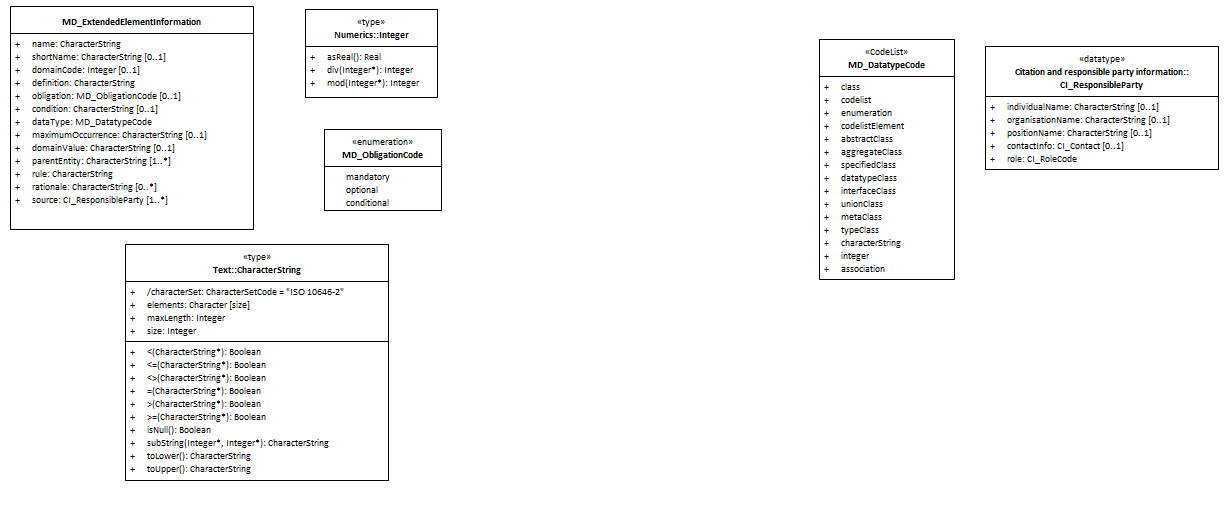 MD_ExtendedElementInformation
+ name: CharacterString
+ shortName: CharacterString [0..1]
+ domainCode: Integer [0..1]
+ definition: CharacterString
+ obligation: MD_ObligationCode [0..1]
+ condition: CharacterString [0..1]
+ dataType: MD_DatatypeCode
+ maximumOccurrence: CharacterString [0..1]
+ domainValue: CharacterString [0..1]
+ parentEntity: CharacterString [1..*]
+ rule: CharacterString
+ rationale: CharacterString [0..*]
+ source: CI_ResponsibleParty [1..*]
«type»
Numerics::Integer
+ asReal(): Real
+ div(Integer*): Integer
+ mod(Integer*): Integer
«enumeration»
MD_ObligationCode
mandatory
optional
conditional
«type»
Text::CharacterString
+ /characterSet: CharacterSetCode = "ISO 10646-2"
+ elements: Character [size]
+ maxLength: Integer
+ size: Integer
+ <(CharacterString*): Boolean
+ <=(CharacterString*): Boolean
+ <>(CharacterString*): Boolean
+ =(CharacterString*): Boolean
+ >(CharacterString*): Boolean
+ >=(CharacterString*): Boolean
+ isNull(): Boolean
+ subString(Integer*, Integer*): CharacterString
+ toLower(): CharacterString
+ toUpper(): CharacterString
«CodeList»
MD_DatatypeCode
+ class
+ codelist
+ enumeration
+ codelistElement
+ abstractClass
+ aggregateClass
+ specifiedClass
+ datatypeClass
+ interfaceClass
+ unionClass
+ metaClass
+ typeClass
+ characterString
+ integer
+ association
«datatype»
Citation and responsible party information::
CI_ResponsibleParty
+ individualName: CharacterString [0..1]
+ organisationName: CharacterString [0..1]
+ positionName: CharacterString [0..1]
+ contactInfo: CI_Contact [0..1]
+ role: CI_RoleCode